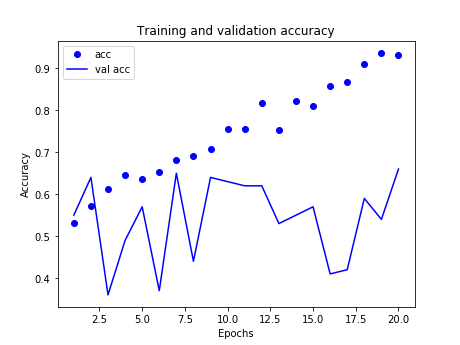 Training and validation accuracy
acc
val acc
0.9
0.8
0.7
0.6
0.5
0.4
Accuracy
2.5 5.0 7.5 10.0 12.5 15.0 17.5 20.0
Epochs